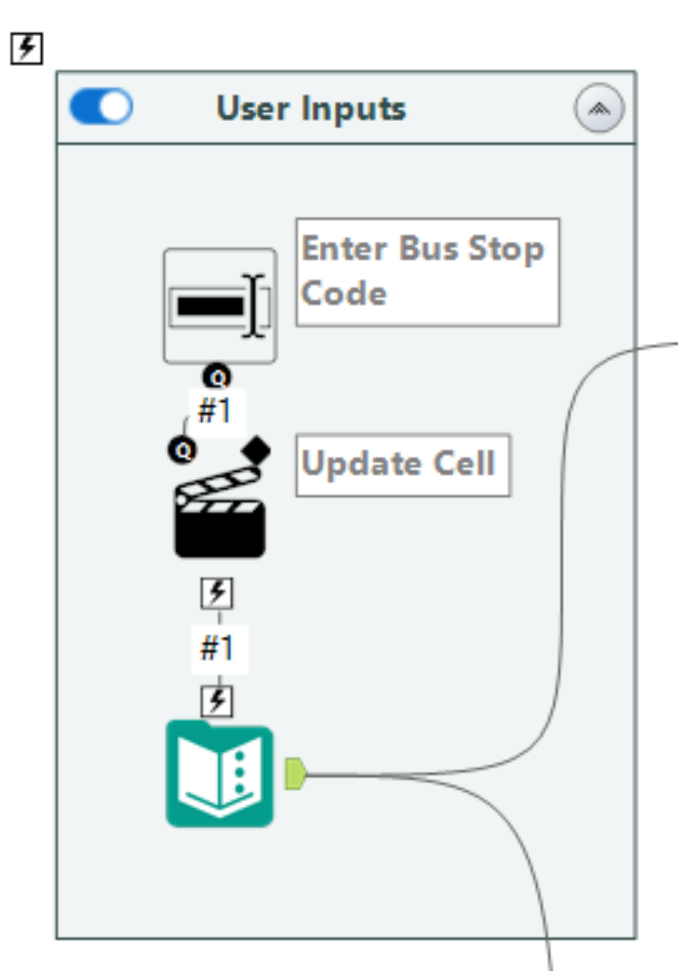 User Inputs
Enter Bus Stop
Code
Q
#1
Q
Update Cell
#1